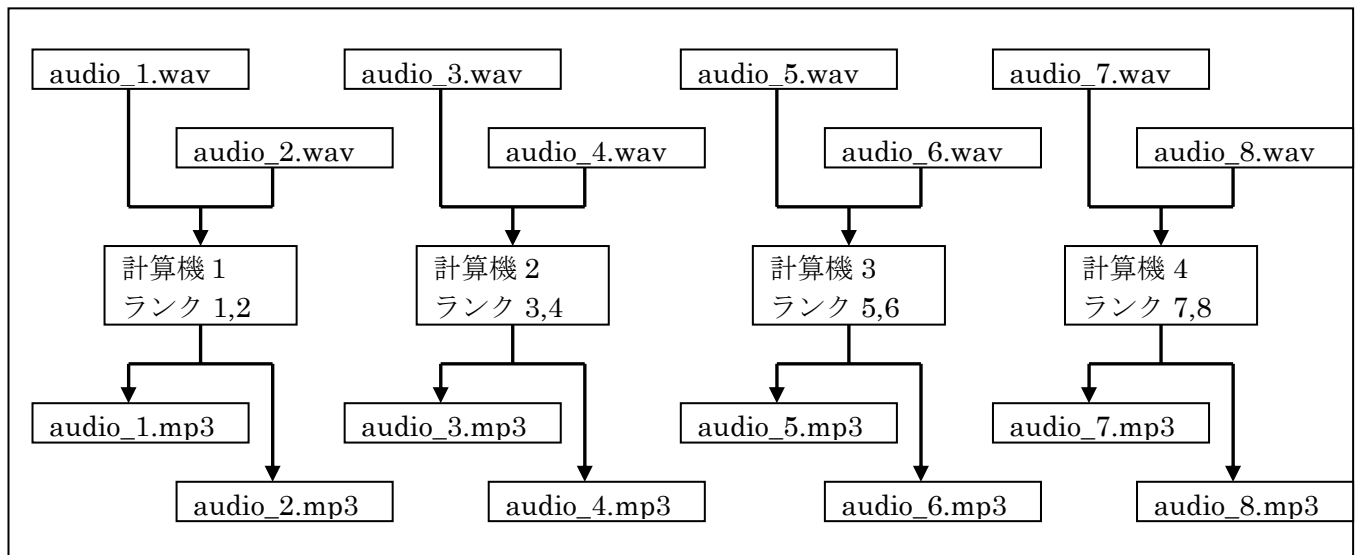 audio_1.wav
audio_3.wav
audio_5.wav
audio_7.wav
audio_2.wav
audio_4.wav
audio_6.wav
audio_8.wav
計算機 1
ランク 1,2
計算機 2
ランク 3,4
計算機 3
ランク 5,6
計算機 4
ランク 7,8
audio_1.mp3
audio_3.mp3
audio_5.mp3
audio_7.mp3
audio_2.mp3
audio_4.mp3
audio_6.mp3
audio_8.mp3